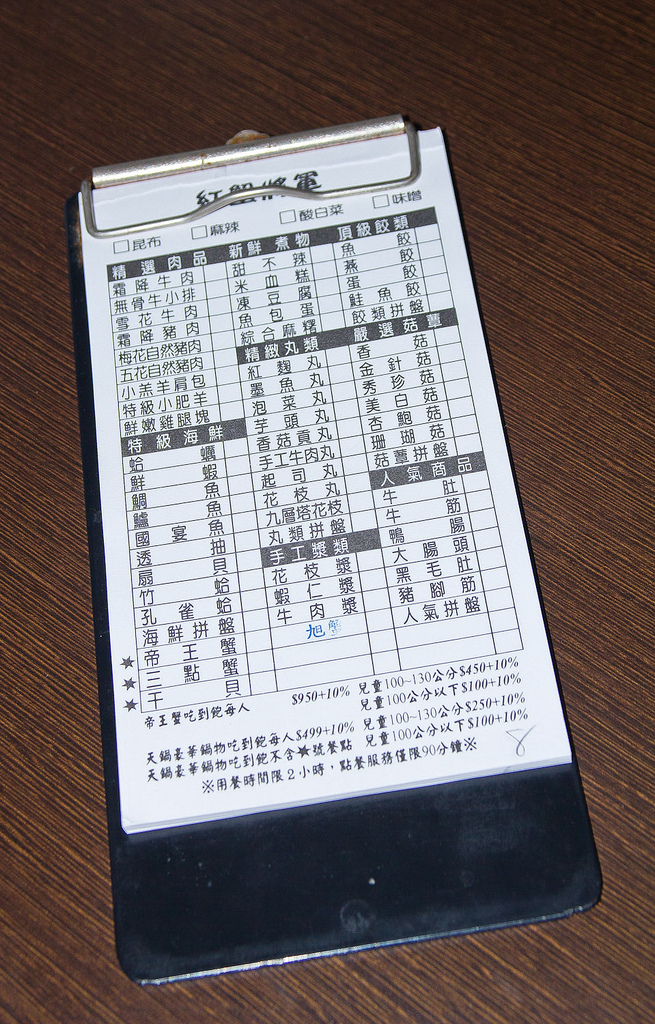 紅蟹將軍
□昆布 □麻辣 □酸白菜 □味噌
精選肉品
霜降牛肉
無骨牛小排
雪花牛肉
霜降豬肉
梅花自然豬肉
五花自然豬肉
小羔羊肩包
特級小肥羊
鮮嫩雞腿塊
特級海鮮
蛤蠣
鮮蝦
鯛魚
鱸魚
國宴魚
透抽
扇貝
竹蛤
孔雀蛤
海鮮拼盤
★帝王蟹
★三點蟹
★干貝
新鮮煮物
甜不辣
米血糕
凍豆腐
魚包蛋
綜合麻糬
精緻丸類
紅麴丸
墨魚丸
泡菜丸
芋頭丸
香菇貢丸
手工牛肉丸
起司丸
花枝丸
九層塔花枝
丸類拼盤
手工漿類
花枝漿
蝦仁漿
牛肉漿
旭蟹
頂級餃類
魚餃
燕餃
蛋餃
鮭魚餃
餃類拼盤
嚴選菇蕈
香菇
金針菇
秀珍菇
美白菇
杏鮑菇
珊瑚菇
菇蕈拼盤
人氣商品
牛肚
牛筋
鴨腸
大腸頭
黑毛肚
豬腳筋
人氣拼盤
帝王蟹吃到飽每人 $950+10% 兒童100~130公分$450+10%
兒童100公分以下$100+10%
天鍋豪華鍋物吃到飽每人$499+10% 兒童100~130公分$250+10%
天鍋豪華鍋物吃到飽不含★號餐點 兒童100公分以下$100+10%
※用餐時間限2小時，點餐服務僅限90分鐘※
8